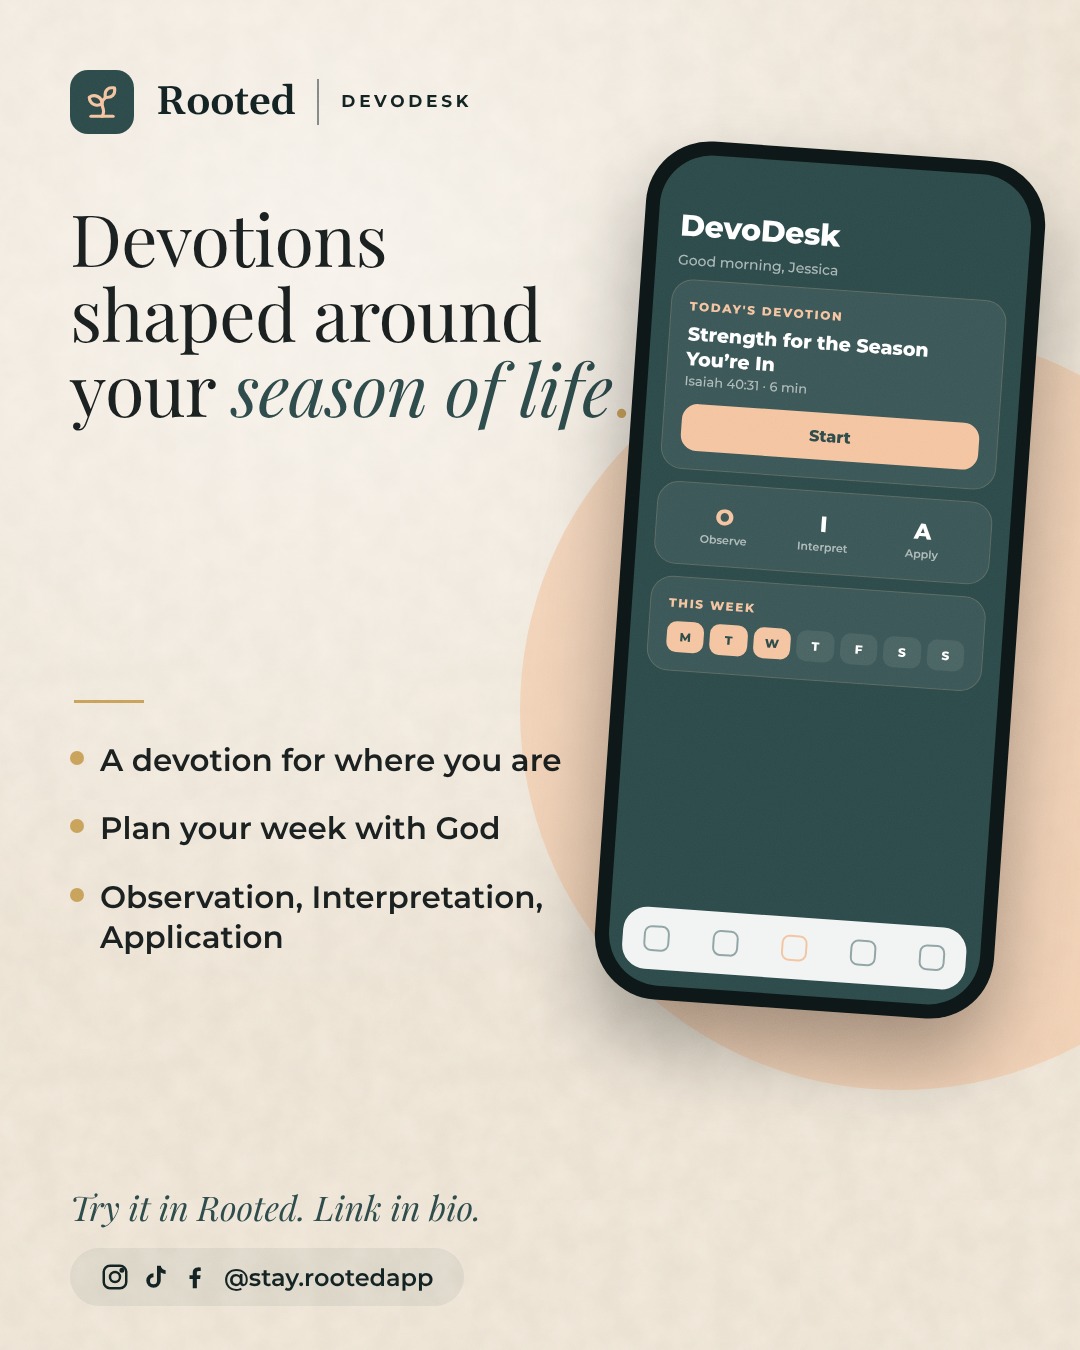 Rooted
DEVODESK
Devotions
shaped around
your season of life.
A devotion for where you are
Plan your week with God
Observation, Interpretation,
Application
DevoDesk
Good morning, Jessica
TODAY'S DEVOTION
Strength for the Season
You’re In
Isaiah 40:31 · 6 min
Start
O I A
Observe Interpret Apply
THIS WEEK
M T W T F S S
Try it in Rooted. Link in bio.
@stay.rootedapp